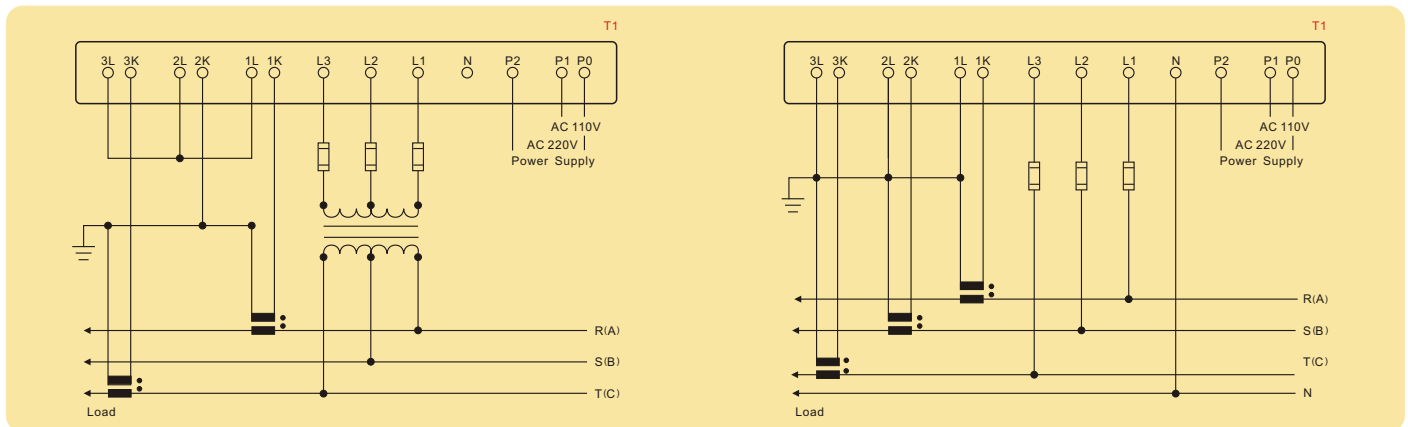 T1
3L 3K 2L 2K 1L 1K L3 L2 L1 N P2 P1 P0
AC 110V
AC 220V
Power Supply
R(A)
S(B)
T(C)
Load
T1
3L 3K 2L 2K 1L 1K L3 L2 L1 N P2 P1 P0
AC 110V
AC 220V
Power Supply
R(A)
S(B)
T(C)
N
Load